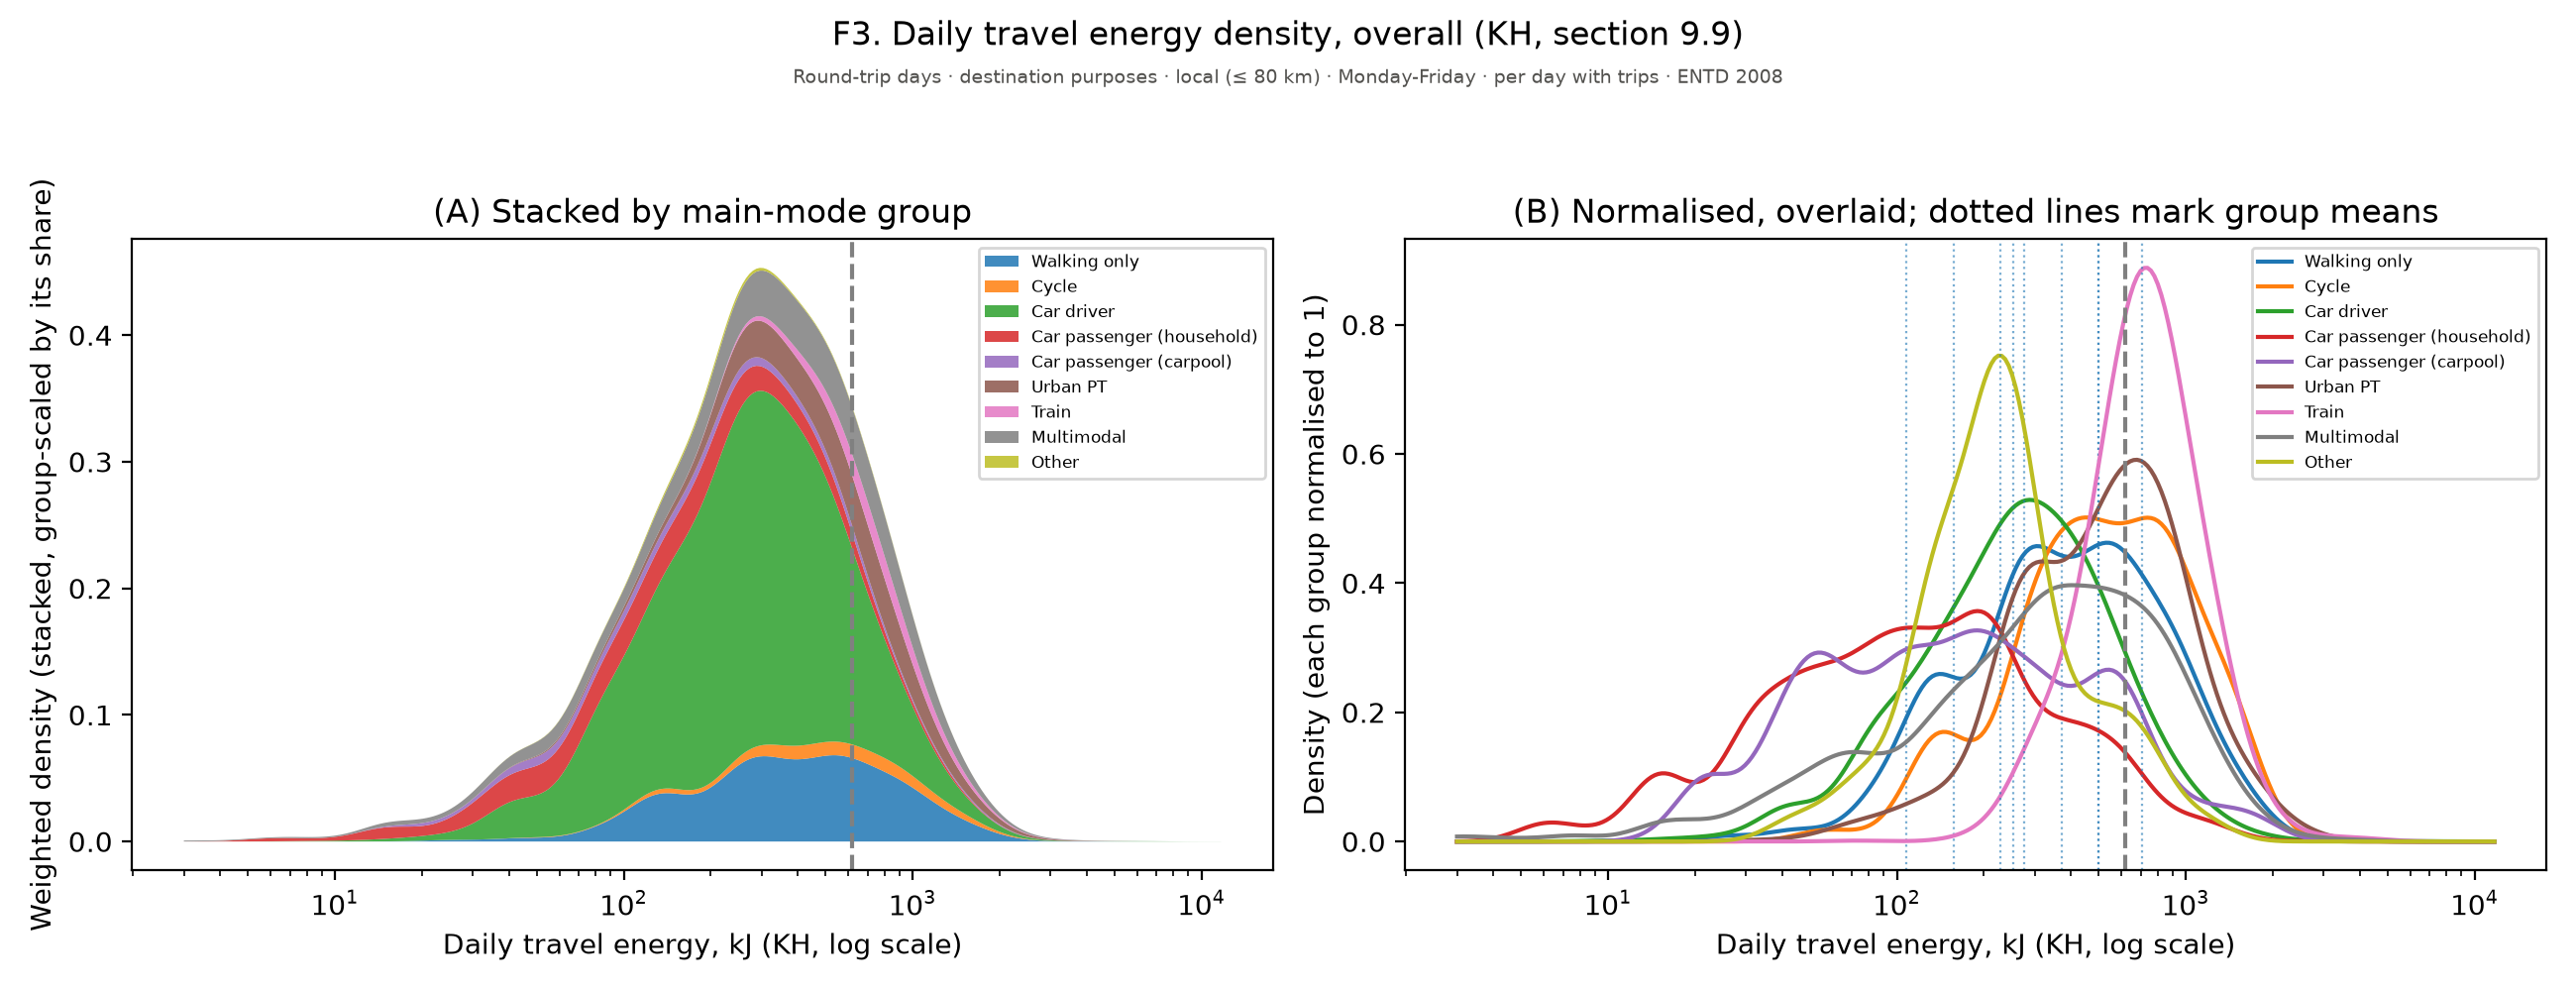 F3. Daily travel energy density, overall (KH, section 9.9)
Round-trip days · destination purposes · local (≤ 80 km) · Monday-Friday · per day with trips · ENTD 2008
(A) Stacked by main-mode group
Weighted density (stacked, group-scaled by its share)
0.4
0.3
0.2
0.1
0.0
Walking only
Cycle
Car driver
Car passenger (household)
Car passenger (carpool)
Urban PT
Train
Multimodal
Other
10¹
10²
10³
10⁴
Daily travel energy, kJ (KH, log scale)
(B) Normalised, overlaid; dotted lines mark group means
Density (each group normalised to 1)
0.8
0.6
0.4
0.2
0.0
Walking only
Cycle
Car driver
Car passenger (household)
Car passenger (carpool)
Urban PT
Train
Multimodal
Other
10¹
10²
10³
10⁴
Daily travel energy, kJ (KH, log scale)